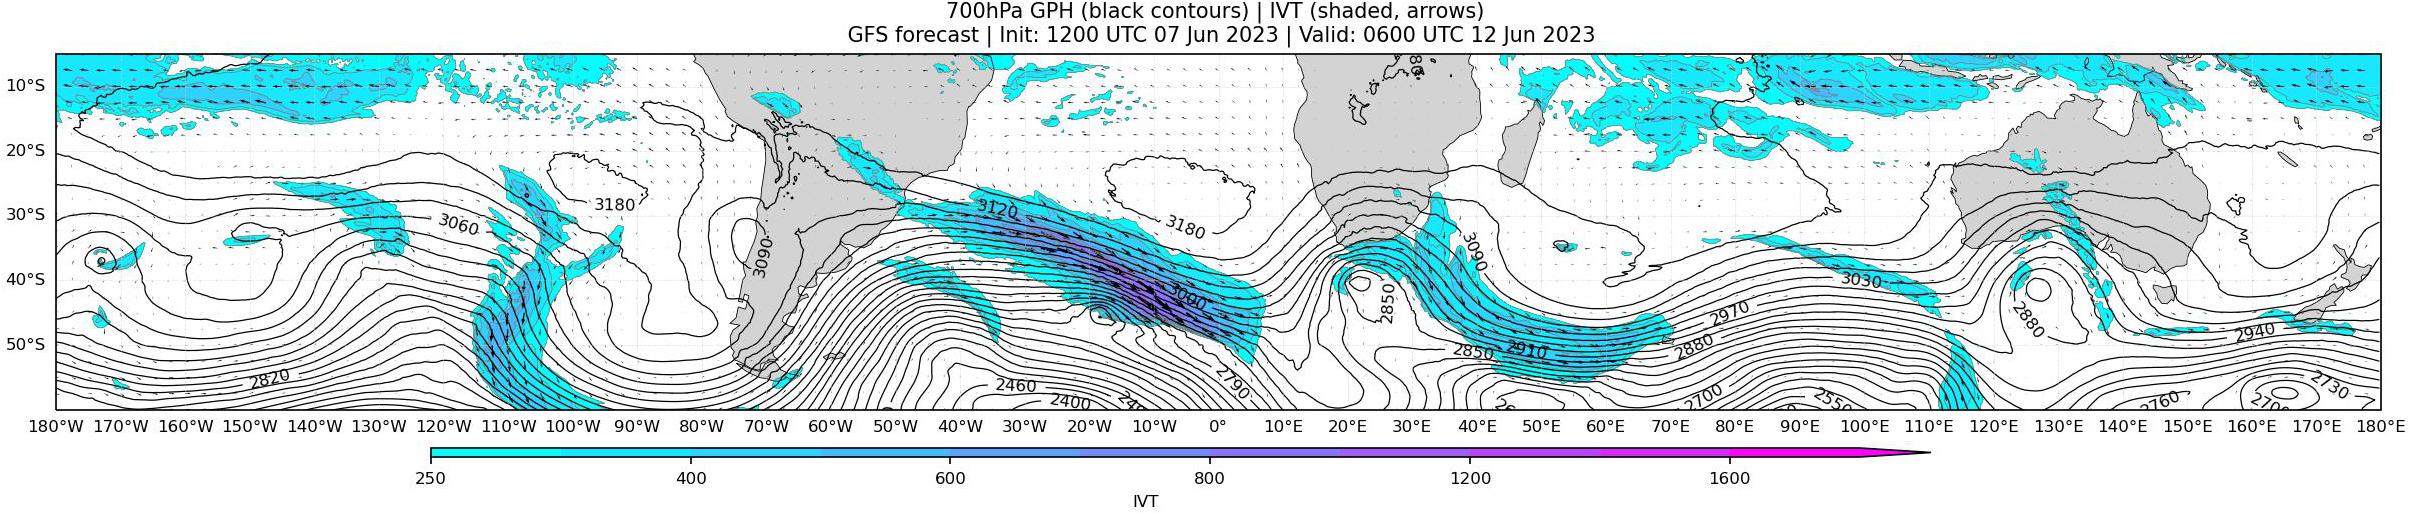 700hPa GPH (black contours) | IVT (shaded, arrows)
GFS forecast | Init: 1200 UTC 07 Jun 2023 | Valid: 0600 UTC 12 Jun 2023
10°S
20°S
30°S
40°S
50°S
3060
3180
3090
3120
3180
3000
2850
3090
3030
2970
2880
2850
2910
2880
2940
2820
2460
2400
2790
2700
2550
2760
2730
180°W 170°W 160°W 150°W 140°W 130°W 120°W 110°W 100°W 90°W 80°W 70°W 60°W 50°W 40°W 30°W 20°W 10°W 0° 10°E 20°E 30°E 40°E 50°E 60°E 70°E 80°E 90°E 100°E 110°E 120°E 130°E 140°E 150°E 160°E 170°E 180°E
250 400 600 800 1200 1600
IVT